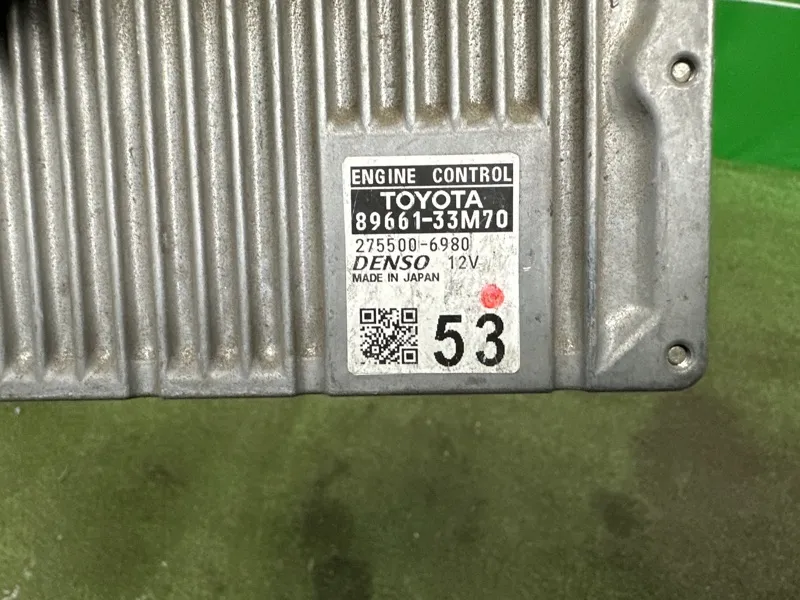 ENGINE CONTROL
TOYOTA
89661-33M70
275500-6980
DENSO 12V
MADE IN JAPAN
53